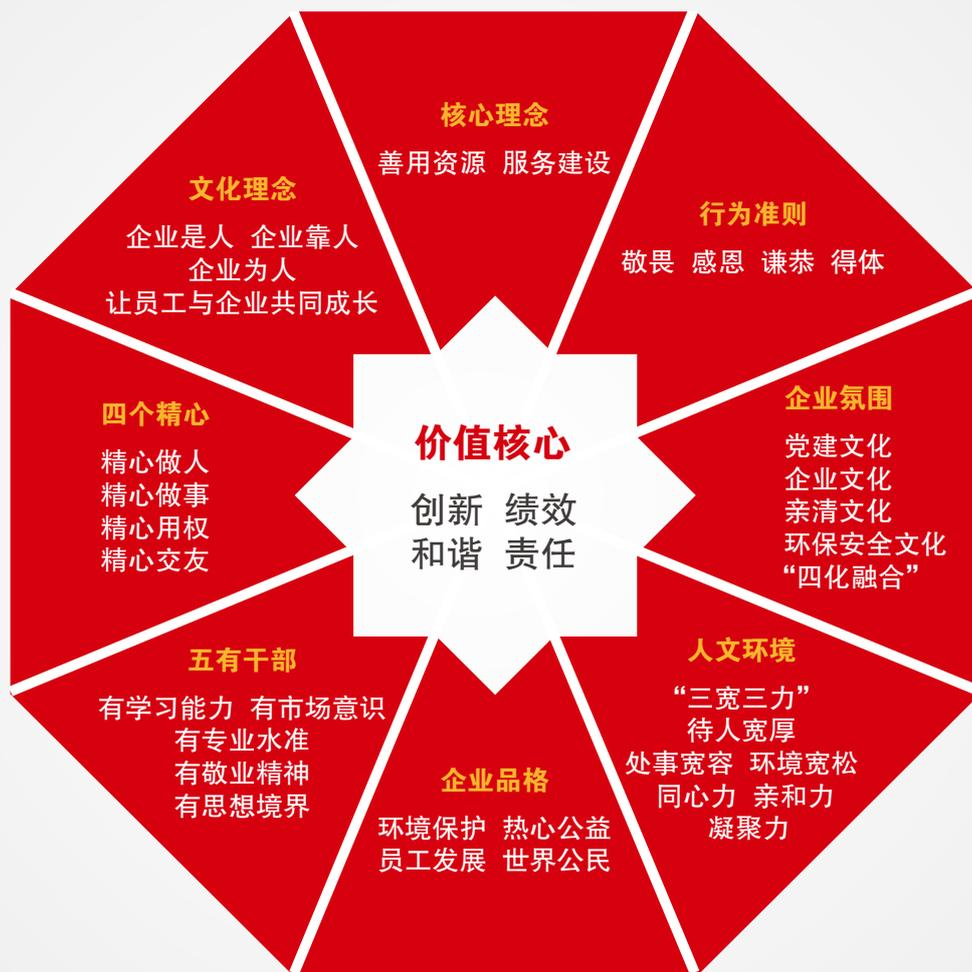 核心理念
善用资源 服务建设
行为准则
敬畏 感恩 谦恭 得体
企业氛围
党建文化
企业文化
亲清文化
环保安全文化
“四化融合”
人文环境
“三宽三力”
待人宽厚
处事宽容 环境宽松
同心力 亲和力
凝聚力
企业品格
环境保护 热心公益
员工发展 世界公民
五有干部
有学习能力 有市场意识
有专业水准
有敬业精神
有思想境界
四个精心
精心做人
精心做事
精心用权
精心交友
文化理念
企业是人 企业靠人
企业为人
让员工与企业共同成长
价值核心
创新 绩效
和谐 责任